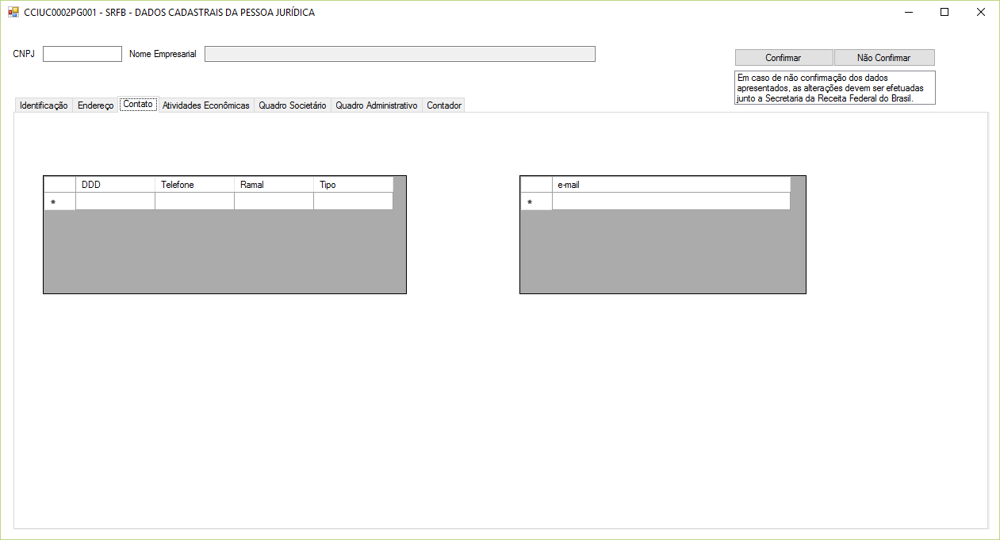 CCIUC0002PG001 - SRFB - DADOS CADASTRAIS DA PESSOA JURÍDICA
CNPJ
Nome Empresarial
Confirmar
Não Confirmar
Em caso de não confirmação dos dados
apresentados, as alterações devem ser efetuadas
junto a Secretaria da Receita Federal do Brasil.
Identificação
Endereço
Contato
Atividades Econômicas
Quadro Societário
Quadro Administrativo
Contador
DDD
Telefone
Ramal
Tipo
*
e-mail
*